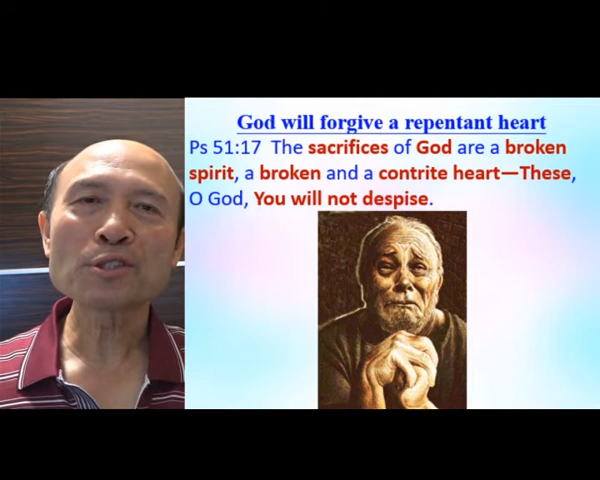 God will forgive a repentant heart
Ps 51:17 The sacrifices of God are a broken
spirit, a broken and a contrite heart—These,
O God, You will not despise.